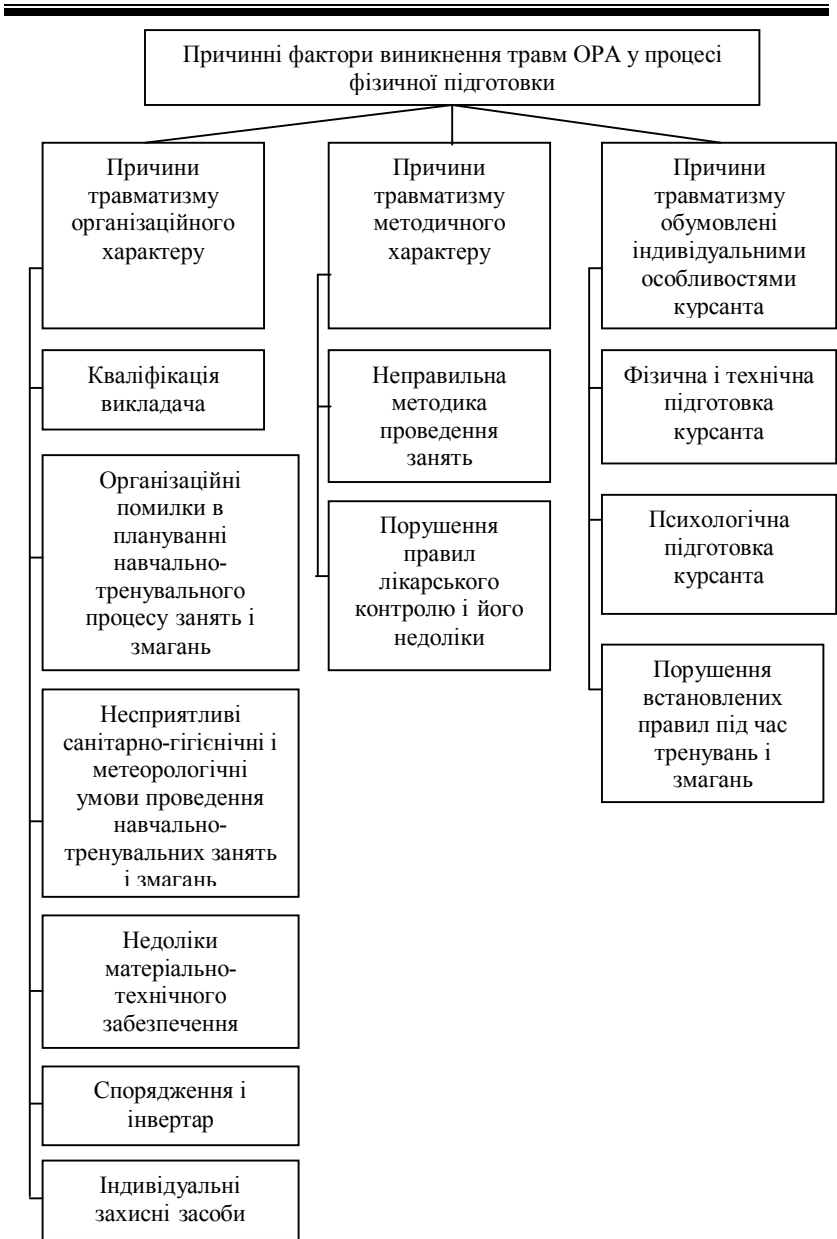 Причинні фактори виникнення травм ОРА у процесі
фізичної підготовки
Причини
травматизму
організаційного
характеру
Кваліфікація
викладача
Організаційні
помилки в
плануванні
навчально-
тренувального
процесу занять і
змагань
Несприятливі
санітарно-гігієнічні і
метеорологічні
умови проведення
навчально-
тренувальних занять
і змагань
Недоліки
матеріально-
технічного
забезпечення
Спорядження і
інвертар
Індивідуальні
захисні засоби
Причини
травматизму
методичного
характеру
Неправильна
методика
проведення
занять
Порушення
правил
лікарського
контролю і його
недоліки
Причини
травматизму
обумовлені
індивідуальними
особливостями
курсанта
Фізична і технічна
підготовка
курсанта
Психологічна
підготовка
курсанта
Порушення
встановлених
правил під час
тренувань і
змагань